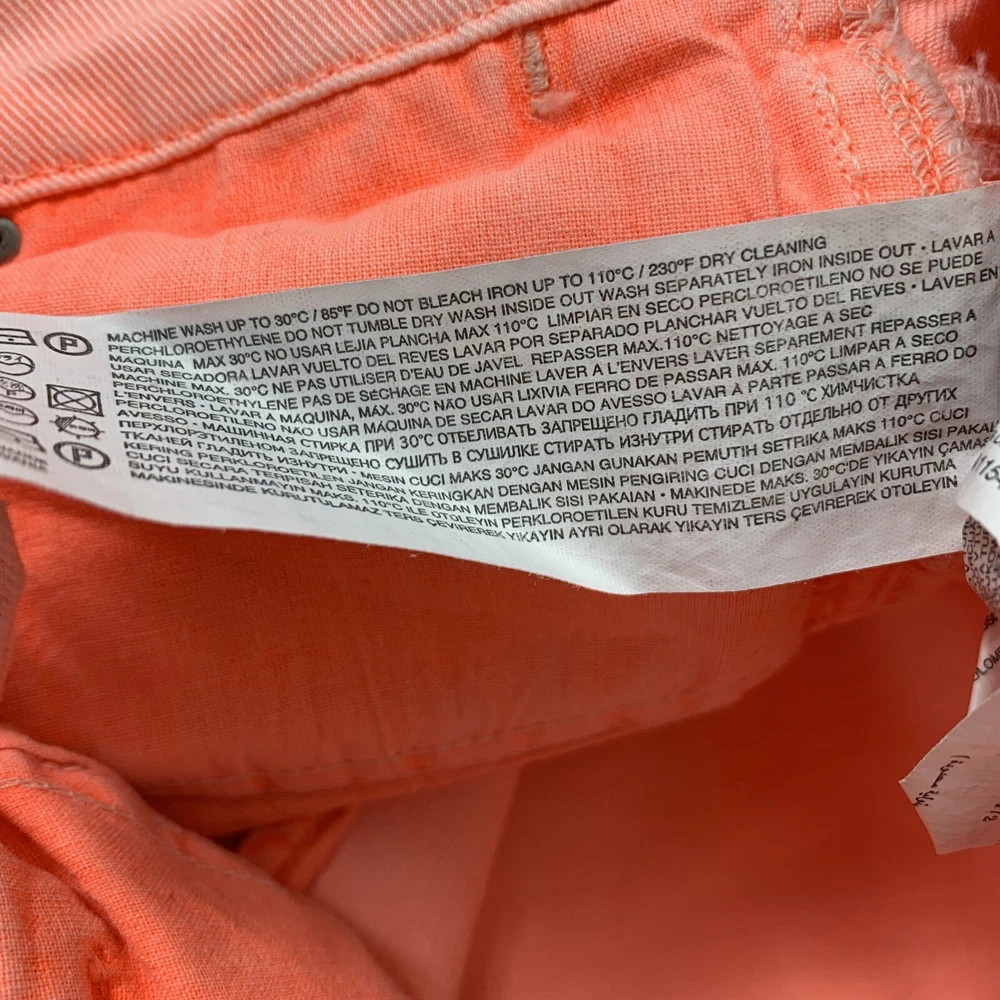 MACHINE WASH UP TO 30°C / 85°F DO NOT BLEACH IRON UP TO 110°C / 230°F DRY CLEANING
PERCHLOROETHYLENE DO NOT TUMBLE DRY WASH INSIDE OUT WASH SEPARATELY IRON INSIDE OUT • LAVAR A
MAQUINA MAX 30°C NO USAR LEJIA PLANCHA MAX 110°C LIMPIAR EN SECO PERCLOROETILENO NO SE PUEDE
USAR SECADORA LAVAR VUELTO DEL REVES LAVAR POR SEPARADO PLANCHAR VUELTO DEL REVES • LAVER EN
MACHINE MAX. 30°C NE PAS UTILISER D'EAU DE JAVEL REPASSER MAX.110°C NETTOYAGE A SEC
PERCHLOROETHYLENE PAS DE SÉCHAGE EN MACHINE LAVER A L'ENVERS LAVER SEPAREMENT REPASSER A
L'ENVERS • LAVAR A MÁQUINA, MÁX. 30°C NÃO USAR LIXIVIA FERRO DE PASSAR MÁX. 110°C LIMPAR A SECO
PERCLOROETILENO NÃO USAR MÁQUINA DE SECAR LAVAR DO AVESSO LAVAR À PARTE PASSAR A FERRO DO
AVESSO • МАШИННАЯ СТИРКА ПРИ 30°C ОТБЕЛИВАТЬ ЗАПРЕЩЕНО ГЛАДИТЬ ПРИ 110 °C ХИМЧИСТКА
ПЕРХЛОРЭТИЛЕНОМ ЗАПРЕЩЕНО СУШИТЬ В СУШИЛКЕ СТИРАТЬ ИЗНУТРИ СТИРАТЬ ОТДЕЛЬНО ОТ ДРУГИХ
ТКАНЕЙ ГЛАДИТЬ ИЗНУТРИ • MESIN CUCI MAKS 30°C JANGAN GUNAKAN PEMUTIH SETRIKA MAKS 110°C CUCI
KERING PERKLOROETILEN JANGAN KERINGKAN DENGAN MESIN PENGIRING CUCI DENGAN MEMBALIK SISI PAKAI
CUCI SECARA TERPISAH SETERIKA DENGAN MEMBALIK SISI PAKAIAN • MAKINEDE MAKS. 30°C'DE YIKAYIN ÇAMAŞ
SUYU KULLANMAYIN MAKS. 110°C ILE ÜTÜLEYIN PERKLOROETILEN KURU TEMIZLEME UYGULAYIN KURUTMA
MAKINESINDE KURUTULAMAZ TERS ÇEVIREREK YIKAYIN AYRI OLARAK YIKAYIN TERS ÇEVIREREK ÜTÜLEYIN
P
P